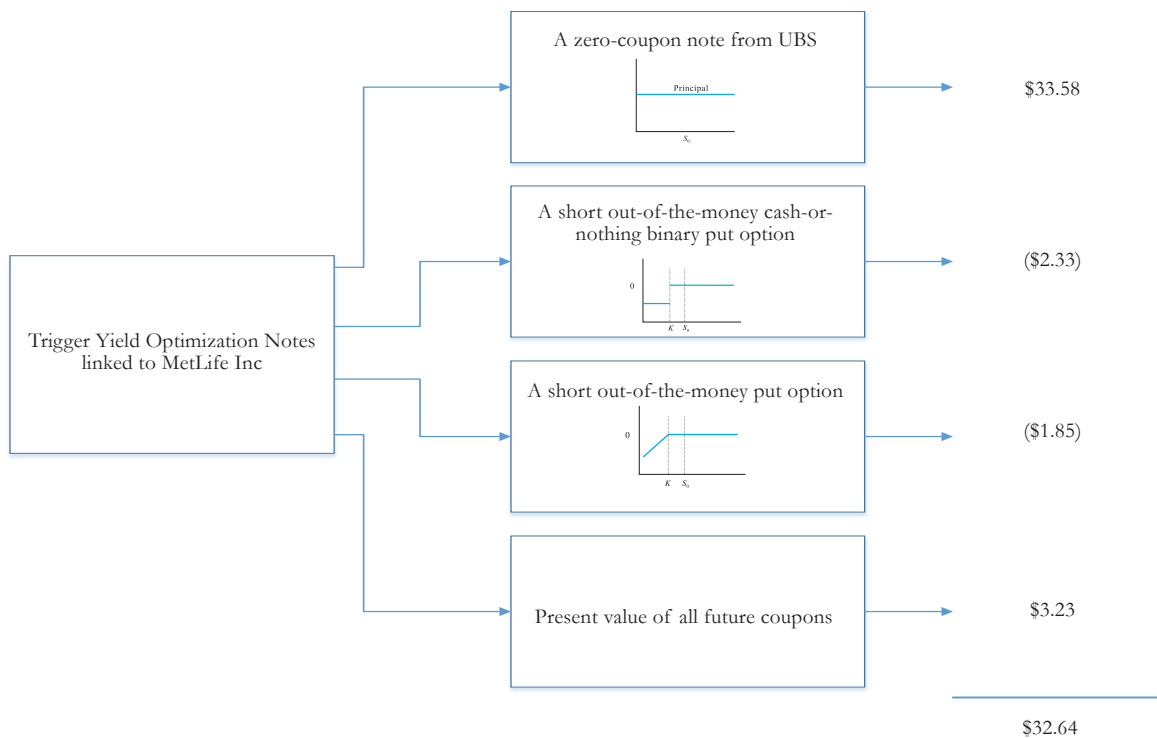 A zero-coupon note from UBS
Principal
S₀
$33.58
A short out-of-the-money cash-or-
nothing binary put option
0
K S₀
($2.33)
Trigger Yield Optimization Notes
linked to MetLife Inc
A short out-of-the-money put option
0
K S₀
($1.85)
Present value of all future coupons
$3.23
$32.64